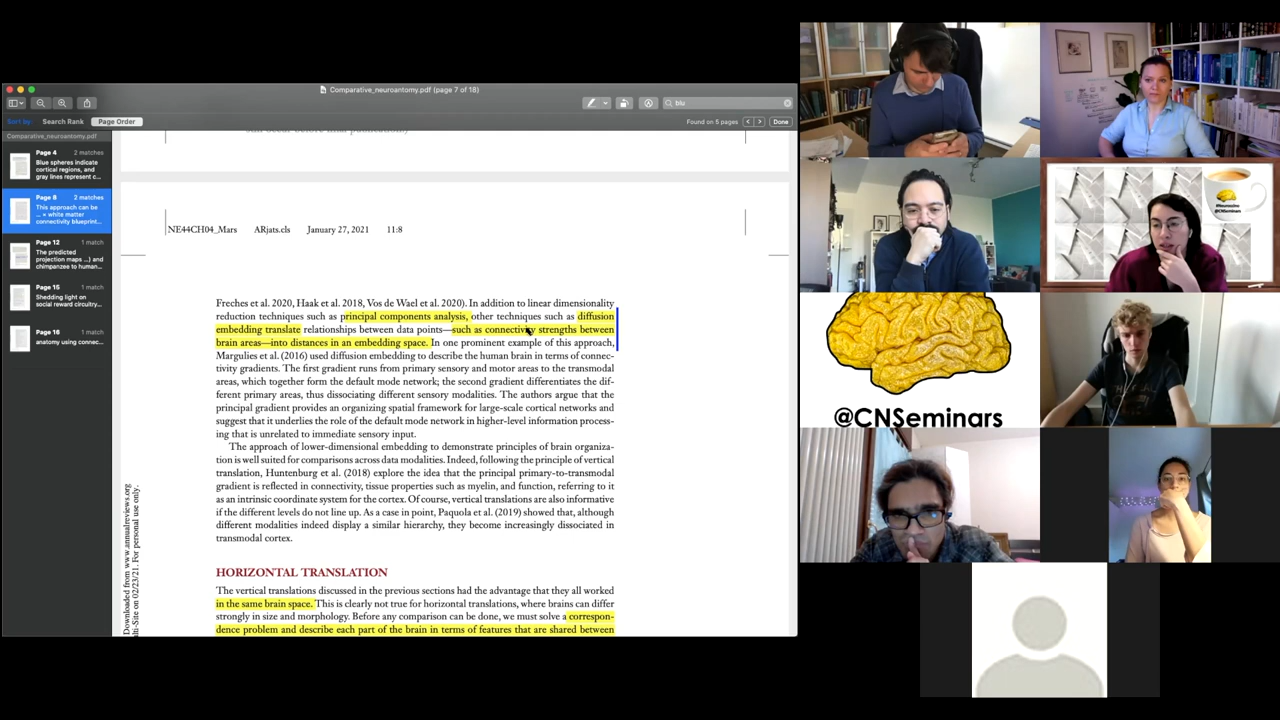 Comparative_neuroantomy.pdf (page 7 of 18)
blu
Sort by: Search Rank Page Order
Found on 5 pages < > Done
Comparative_neuroantomy.pdf
Page 4 2 matches
Blue spheres indicate
cortical regions, and
gray lines represent c...
Page 8 2 matches
This approach can be
... = white matter
connectivity blueprint...
Page 12 1 match
The predicted
projection maps ...) and
chimpanzee to human...
Page 15 1 match
Shedding light on
social reward circuitry...
Page 16 1 match
anatomy using connec...
NE44CH04_Mars ARjats.cls January 27, 2021 11:8
Freches et al. 2020, Haak et al. 2018, Vos de Wael et al. 2020). In addition to linear dimensionality
reduction techniques such as principal components analysis, other techniques such as diffusion
embedding translate relationships between data points—such as connectivity strengths between
brain areas—into distances in an embedding space. In one prominent example of this approach,
Margulies et al. (2016) used diffusion embedding to describe the human brain in terms of connec-
tivity gradients. The first gradient runs from primary sensory and motor areas to the transmodal
areas, which together form the default mode network; the second gradient differentiates the dif-
ferent primary areas, thus dissociating different sensory modalities. The authors argue that the
principal gradient provides an organizing spatial framework for large-scale cortical networks and
suggest that it underlies the role of the default mode network in higher-level information process-
ing that is unrelated to immediate sensory input.
The approach of lower-dimensional embedding to demonstrate principles of brain organiza-
tion is well suited for comparisons across data modalities. Indeed, following the principle of vertical
translation, Huntenburg et al. (2018) explore the idea that the principal primary-to-transmodal
gradient is reflected in connectivity, tissue properties such as myelin, and function, referring to it
as an intrinsic coordinate system for the cortex. Of course, vertical translations are also informative
if the different levels do not line up. As a case in point, Paquola et al. (2019) showed that, although
different modalities indeed display a similar hierarchy, they become increasingly dissociated in
transmodal cortex.
HORIZONTAL TRANSLATION
The vertical translations discussed in the previous sections had the advantage that they all worked
in the same brain space. This is clearly not true for horizontal translations, where brains can differ
strongly in size and morphology. Before any comparison can be done, we must solve a correspon-
dence problem and describe each part of the brain in terms of features that are shared between
Downloaded from www.annualreviews.org
lti-Site on 02/23/21. For personal use only.
@CNSeminars
@CNSeminars